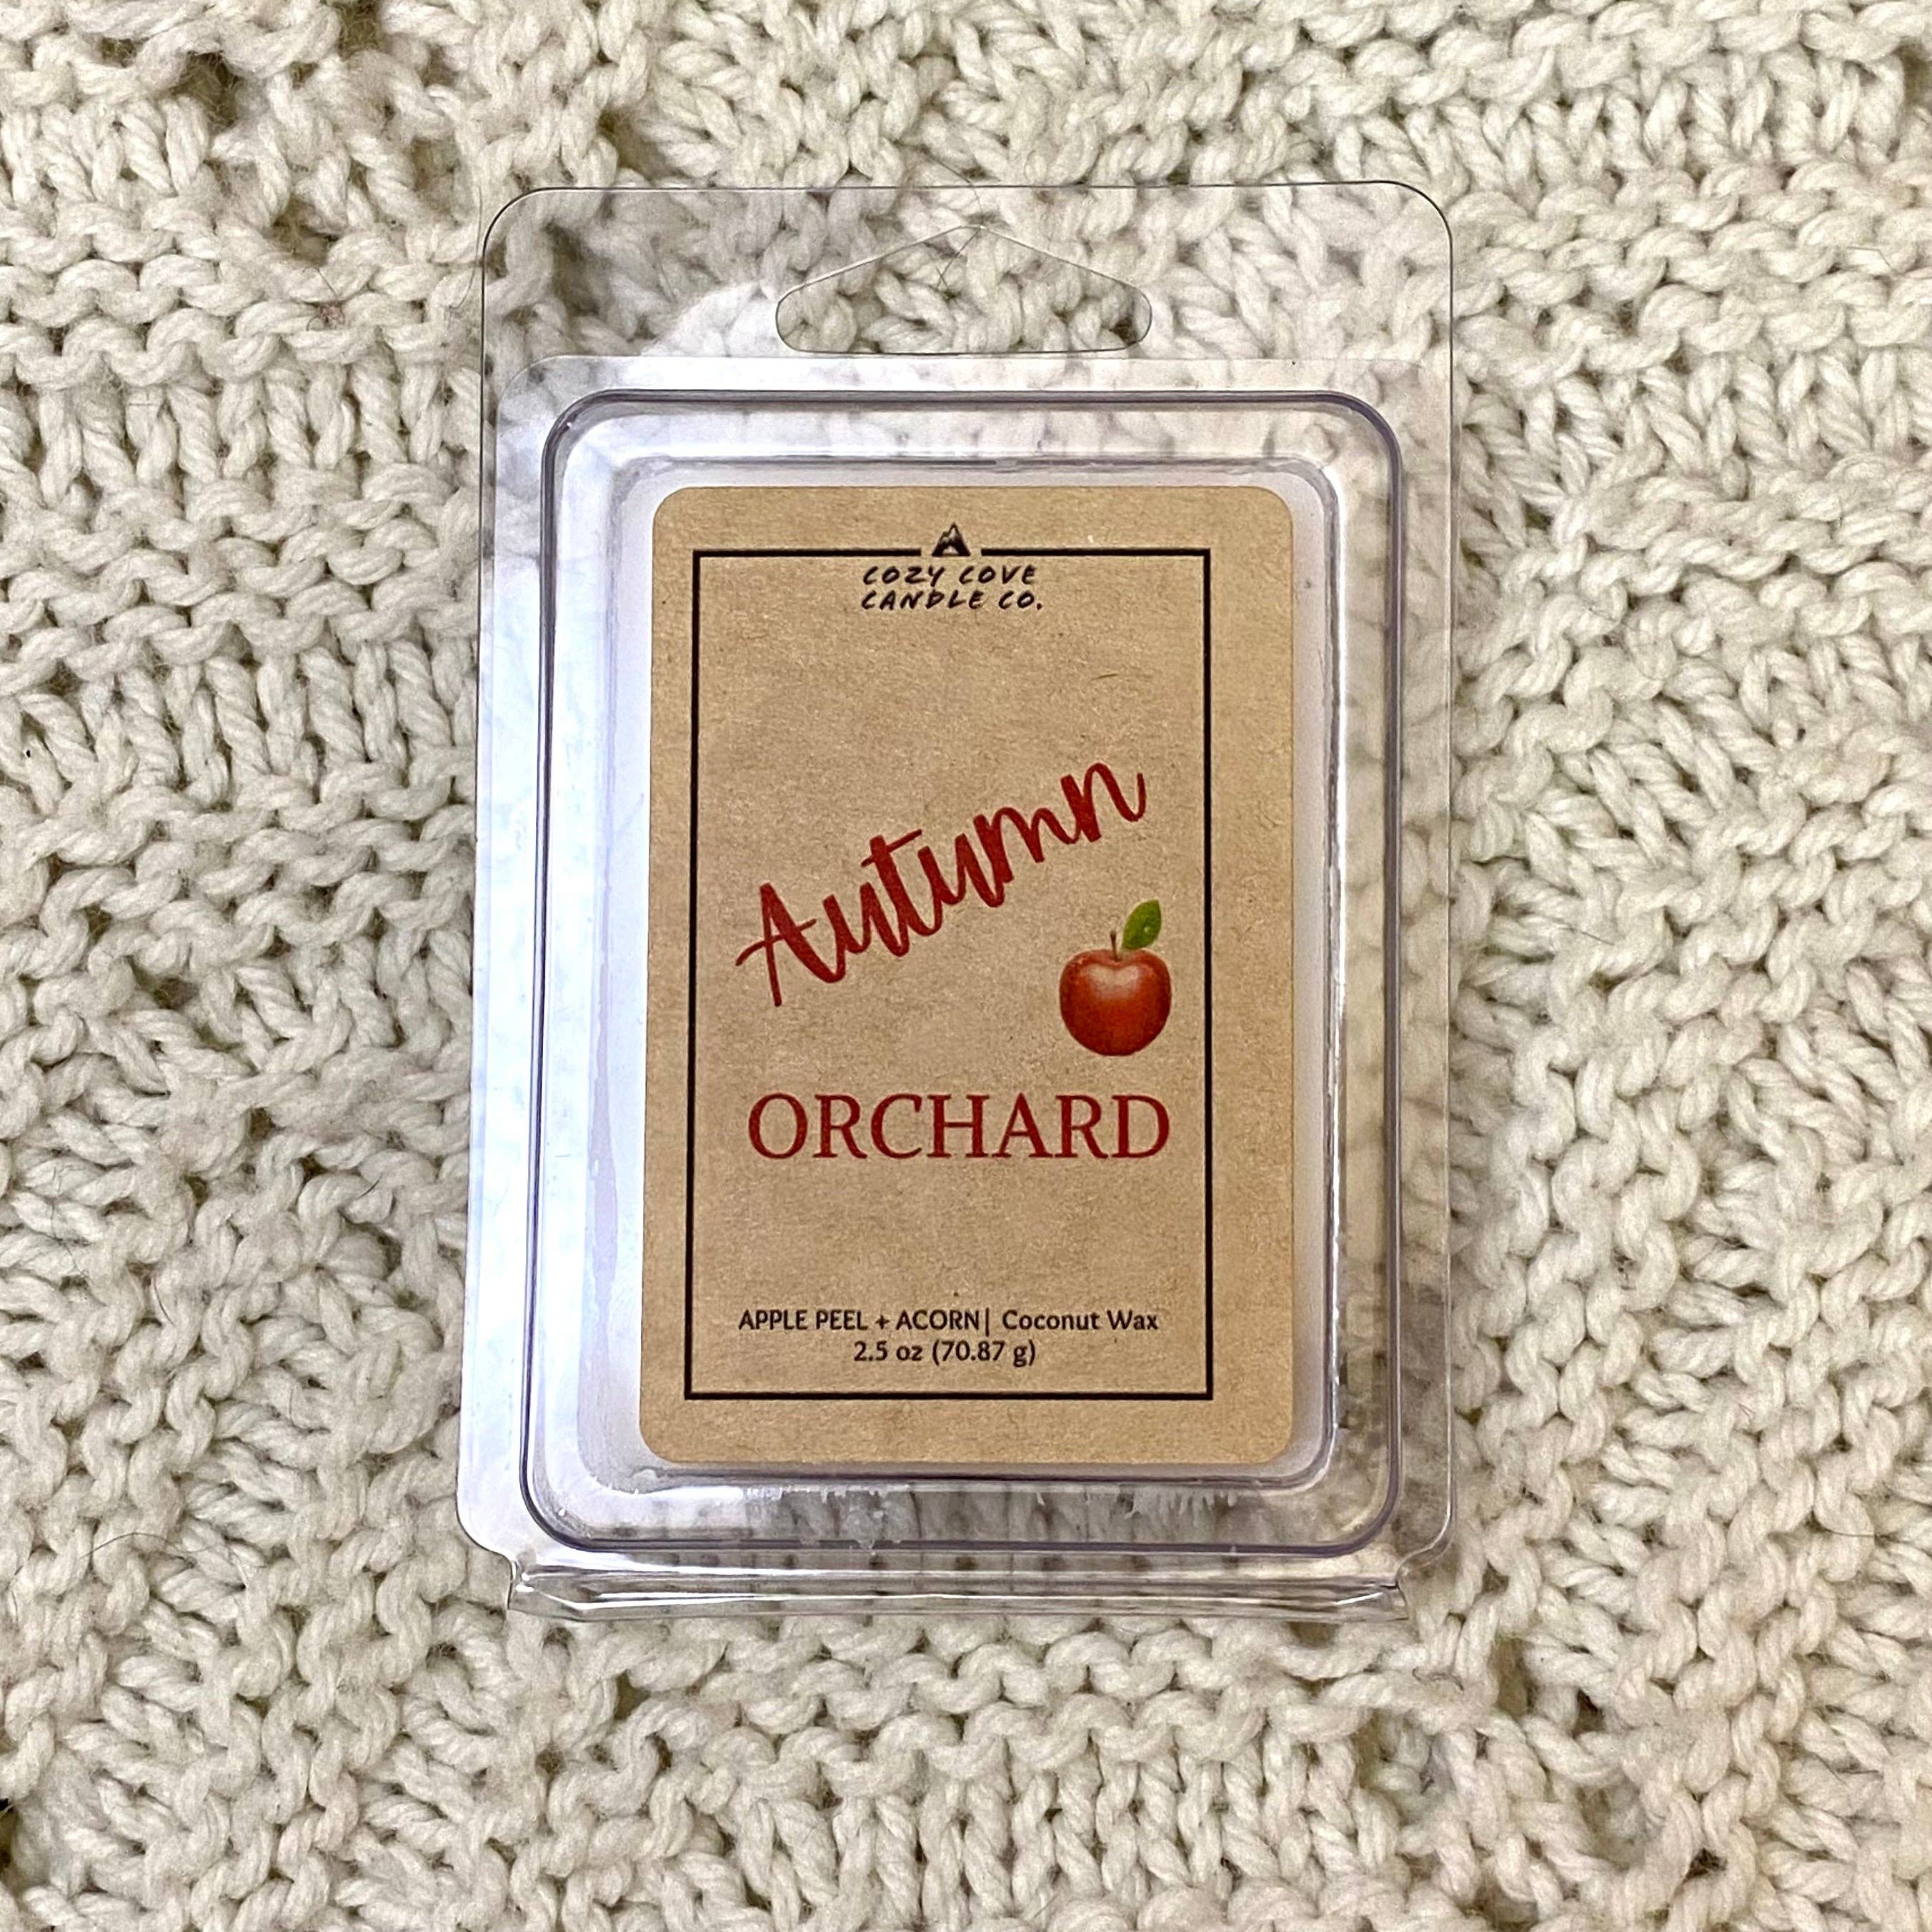 COZY COVE
CANDLE CO.
Autumn
ORCHARD
APPLE PEEL + ACORN| Coconut Wax
2.5 oz (70.87 g)